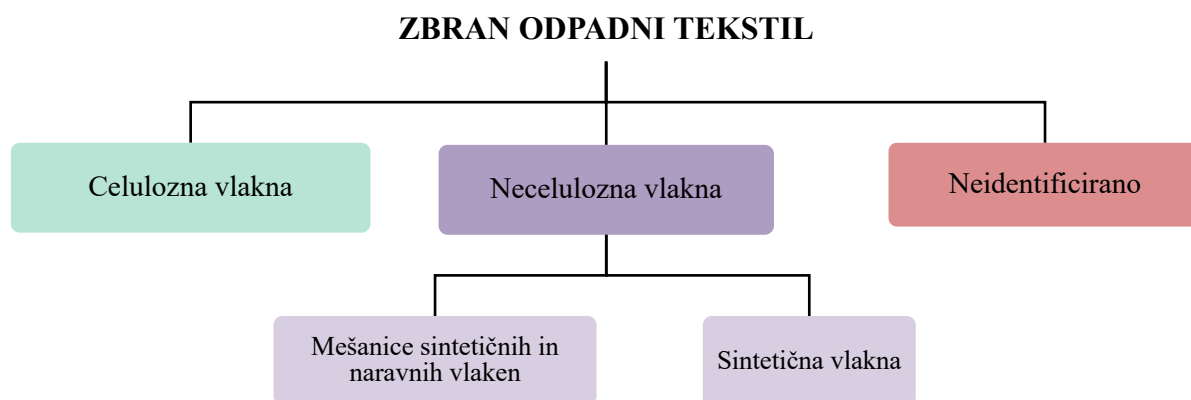 ZBRAN ODPADNI TEKSTIL
Celulozna vlakna
Necelulozna vlakna
Neidentificirano
Mešanice sintetičnih in
naravnih vlaken
Sintetična vlakna